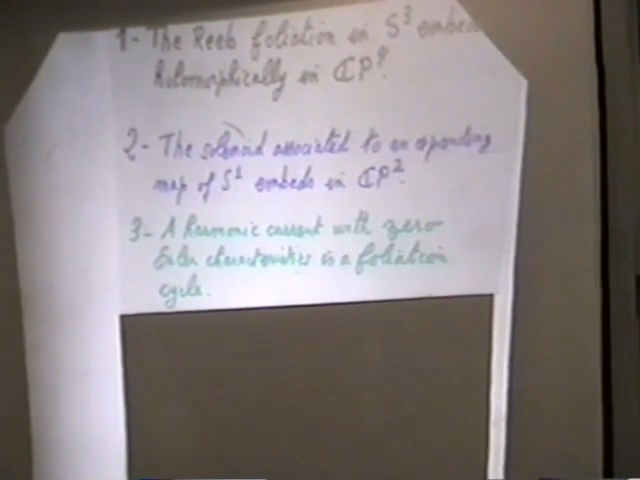 1- The Reeb foliation in S³ embeds
holomorphically in ℂP⁹?
2- The solenoid associated to an expanding
map of S¹ embeds in ℂP²?
3- A harmonic current with zero
Euler characteristics is a foliation
cycle.